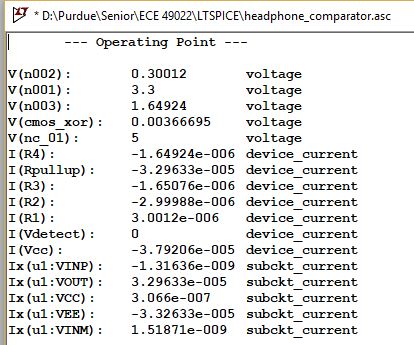 * D:\Purdue\Senior\ECE 49022\LTSPICE\headphone_comparator.asc
--- Operating Point ---
V(n002): 0.30012 voltage
V(n001): 3.3 voltage
V(n003): 1.64924 voltage
V(cmos_xor): 0.00366695 voltage
V(nc_01): 5 voltage
I(R4): -1.64924e-006 device_current
I(Rpullup): -3.29633e-005 device_current
I(R3): -1.65076e-006 device_current
I(R2): -2.99988e-006 device_current
I(R1): 3.0012e-006 device_current
I(Vdetect): 0 device_current
I(Vcc): -3.79206e-005 device_current
Ix(u1:VINP): -1.31636e-009 subckt_current
Ix(u1:VOUT): 3.29633e-005 subckt_current
Ix(u1:VCC): 3.066e-007 subckt_current
Ix(u1:VEE): -3.32633e-005 subckt_current
Ix(u1:VINM): 1.51871e-009 subckt_current